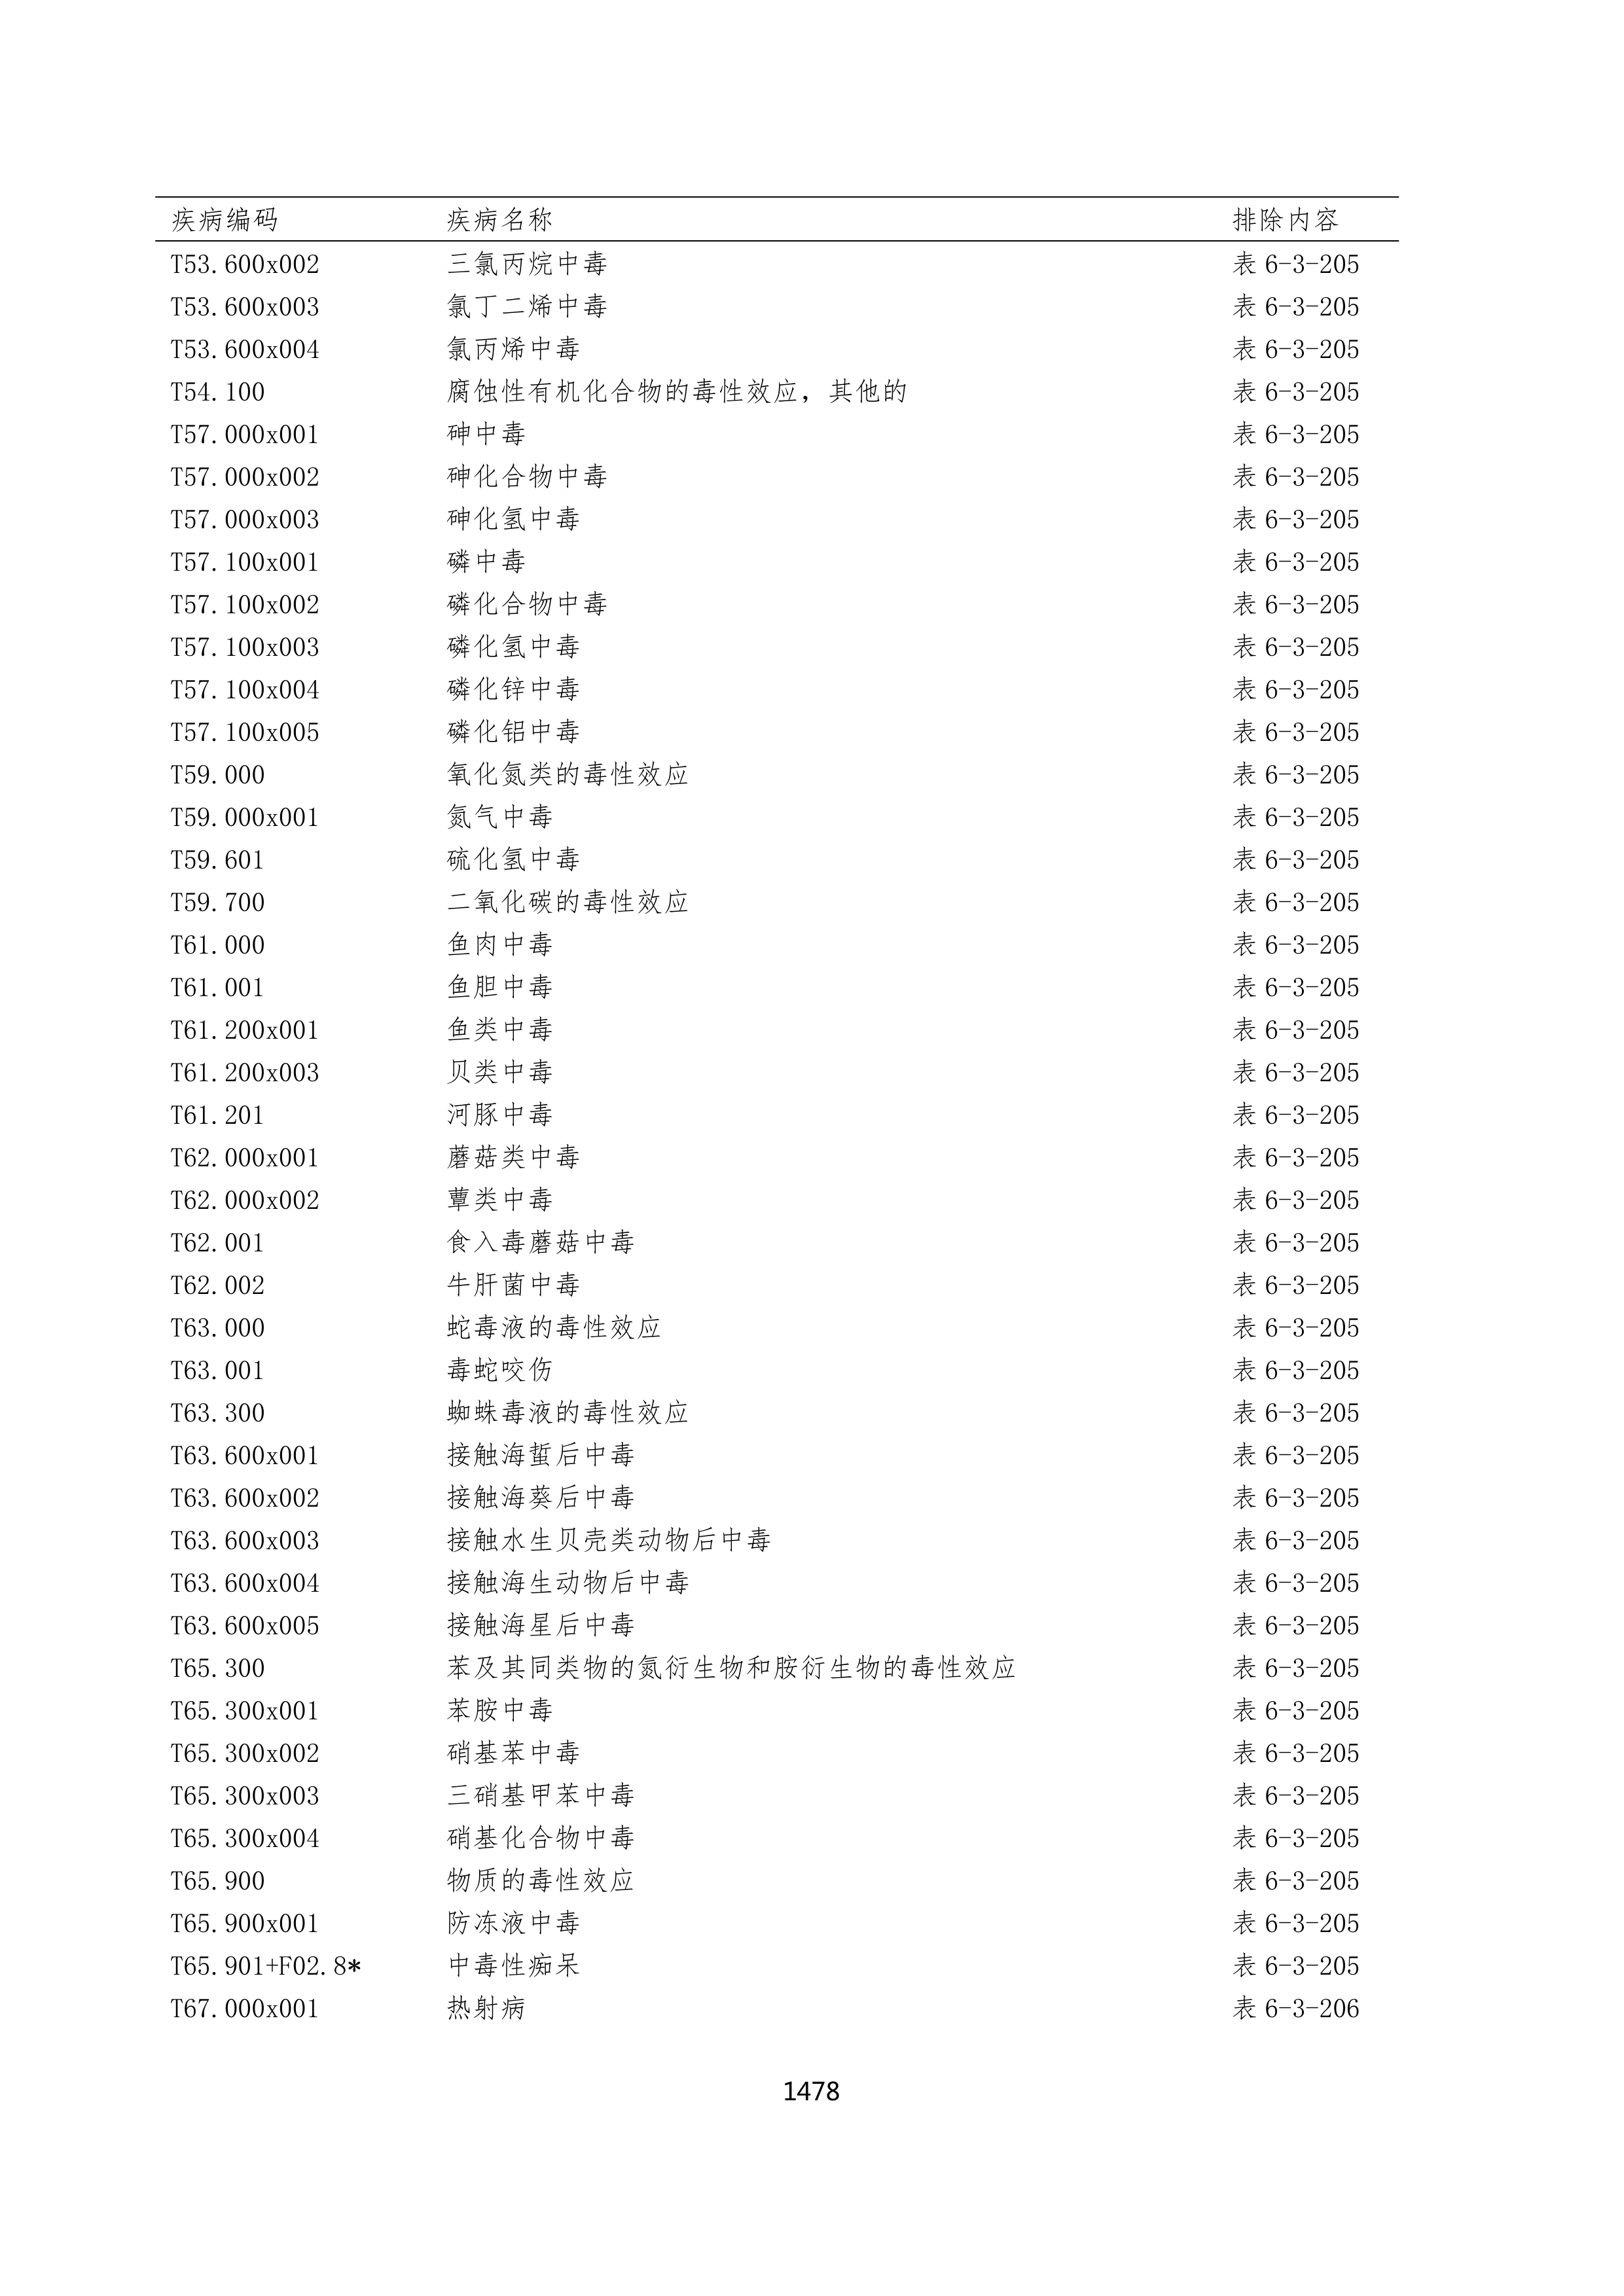 疾病编码 疾病名称 排除内容
T53.600x002 三氯丙烷中毒 表 6-3-205
T53.600x003 氯丁二烯中毒 表 6-3-205
T53.600x004 氯丙烯中毒 表 6-3-205
T54.100 腐蚀性有机化合物的毒性效应，其他的 表 6-3-205
T57.000x001 砷中毒 表 6-3-205
T57.000x002 砷化合物中毒 表 6-3-205
T57.000x003 砷化氢中毒 表 6-3-205
T57.100x001 磷中毒 表 6-3-205
T57.100x002 磷化合物中毒 表 6-3-205
T57.100x003 磷化氢中毒 表 6-3-205
T57.100x004 磷化锌中毒 表 6-3-205
T57.100x005 磷化铝中毒 表 6-3-205
T59.000 氧化氮类的毒性效应 表 6-3-205
T59.000x001 氮气中毒 表 6-3-205
T59.601 硫化氢中毒 表 6-3-205
T59.700 二氧化碳的毒性效应 表 6-3-205
T61.000 鱼肉中毒 表 6-3-205
T61.001 鱼胆中毒 表 6-3-205
T61.200x001 鱼类中毒 表 6-3-205
T61.200x003 贝类中毒 表 6-3-205
T61.201 河豚中毒 表 6-3-205
T62.000x001 蘑菇类中毒 表 6-3-205
T62.000x002 蕈类中毒 表 6-3-205
T62.001 食入毒蘑菇中毒 表 6-3-205
T62.002 牛肝菌中毒 表 6-3-205
T63.000 蛇毒液的毒性效应 表 6-3-205
T63.001 毒蛇咬伤 表 6-3-205
T63.300 蜘蛛毒液的毒性效应 表 6-3-205
T63.600x001 接触海蜇后中毒 表 6-3-205
T63.600x002 接触海葵后中毒 表 6-3-205
T63.600x003 接触水生贝壳类动物后中毒 表 6-3-205
T63.600x004 接触海生动物后中毒 表 6-3-205
T63.600x005 接触海星后中毒 表 6-3-205
T65.300 苯及其同类物的氮衍生物和胺衍生物的毒性效应 表 6-3-205
T65.300x001 苯胺中毒 表 6-3-205
T65.300x002 硝基苯中毒 表 6-3-205
T65.300x003 三硝基甲苯中毒 表 6-3-205
T65.300x004 硝基化合物中毒 表 6-3-205
T65.900 物质的毒性效应 表 6-3-205
T65.900x001 防冻液中毒 表 6-3-205
T65.901+F02.8* 中毒性痴呆 表 6-3-205
T67.000x001 热射病 表 6-3-206
1478